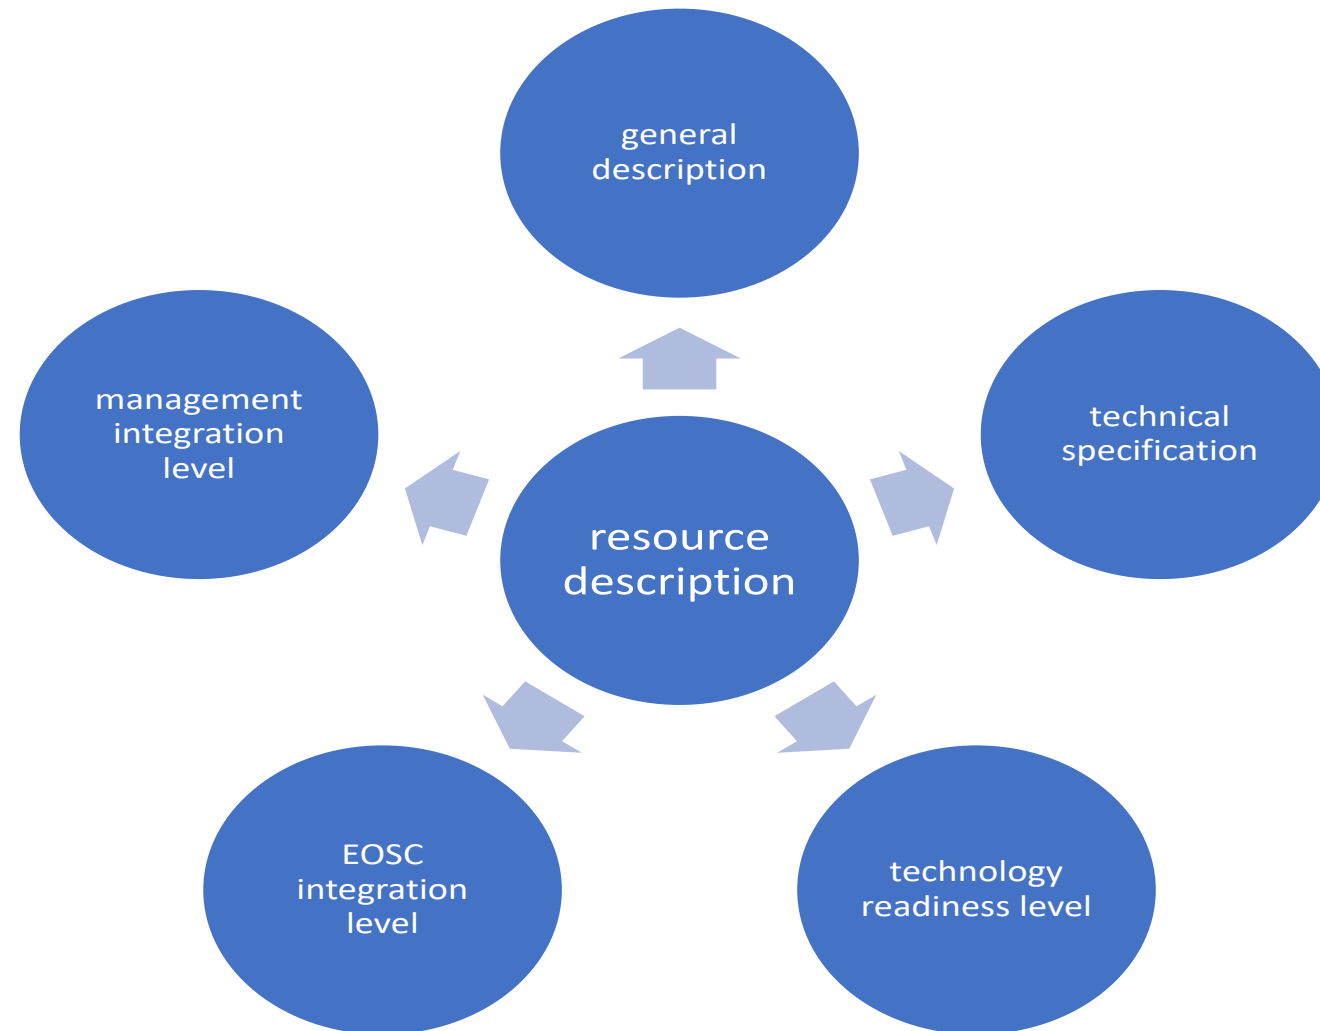 general
description
management
integration
level
technical
specification
resource
description
EOSC
integration
level
technology
readiness level